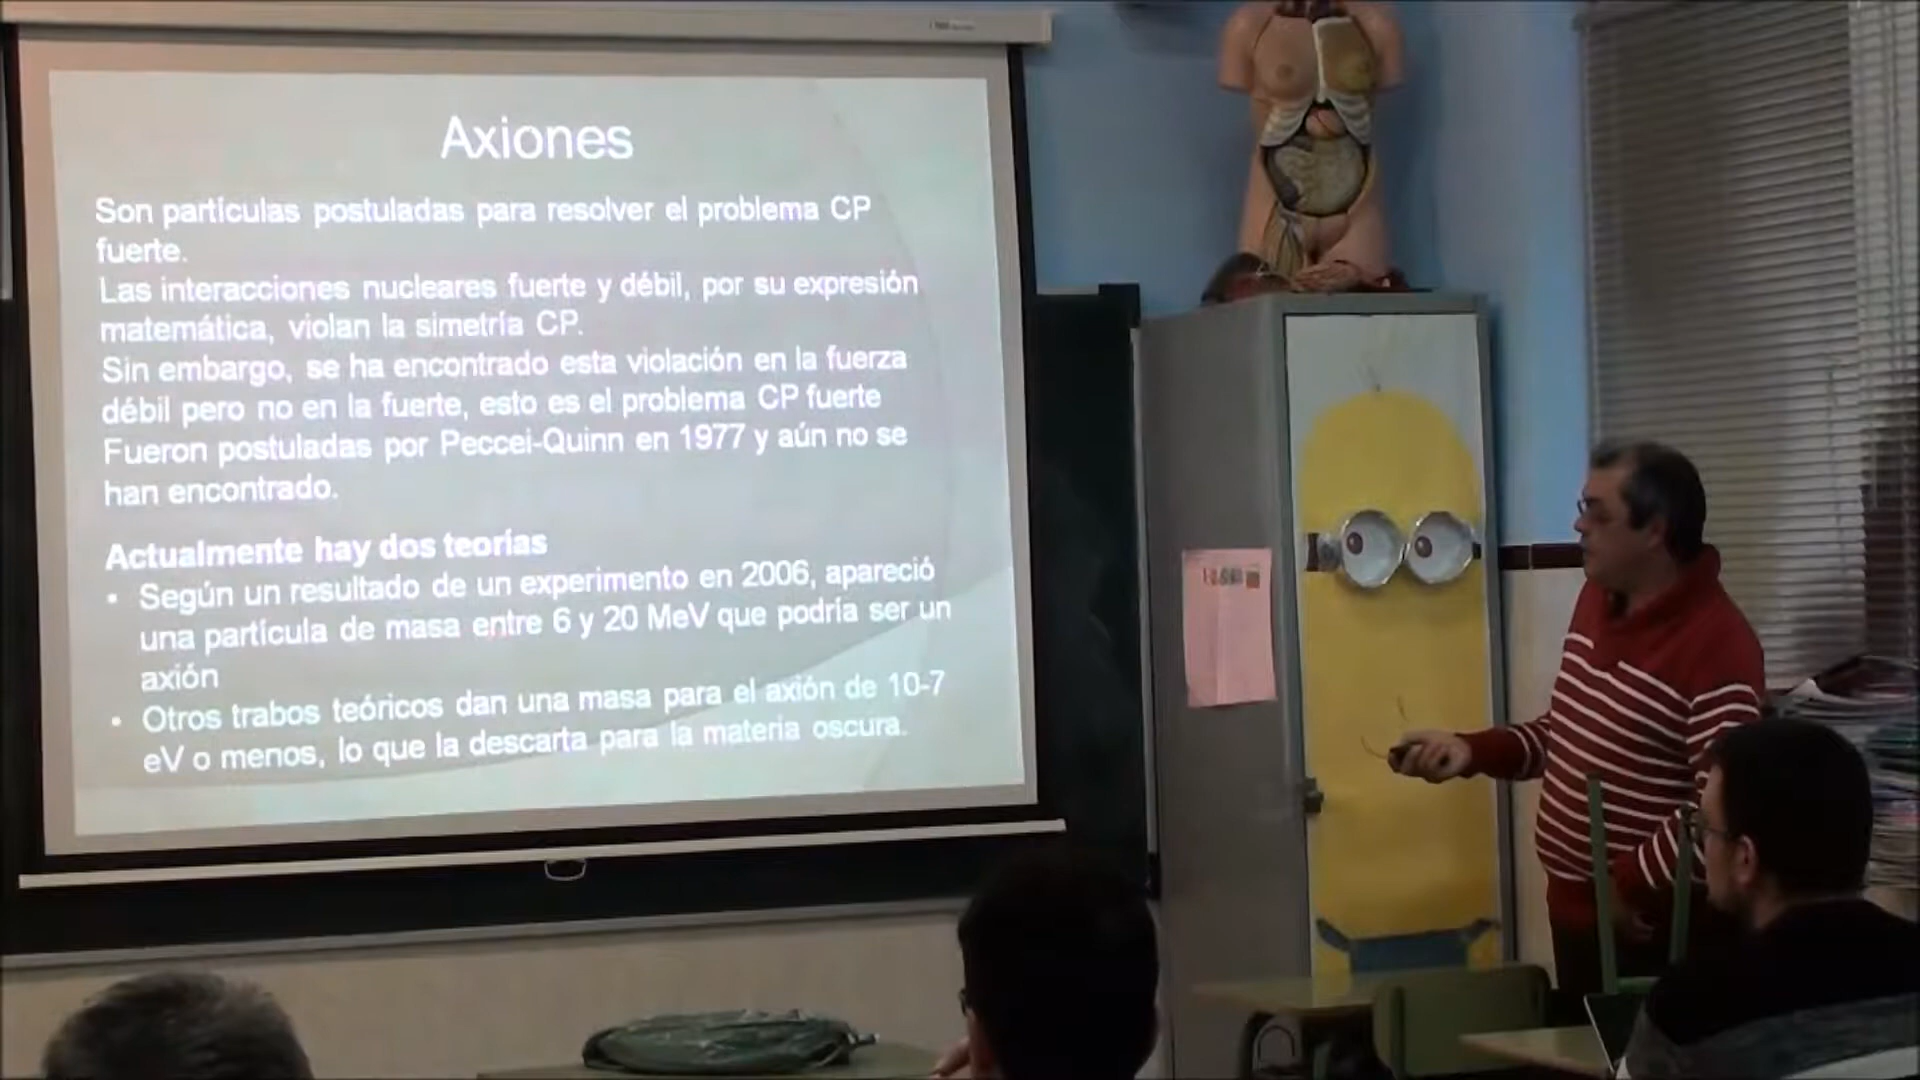 Axiones
Son partículas postuladas para resolver el problema CP
fuerte.
Las interacciones nucleares fuerte y débil, por su expresión
matemática, violan la simetría CP.
Sin embargo, se ha encontrado esta violación en la fuerza
débil pero no en la fuerte, esto es el problema CP fuerte
Fueron postuladas por Peccei-Quinn en 1977 y aún no se
han encontrado.
Actualmente hay dos teorías
• Según un resultado de un experimento en 2006, apareció
una partícula de masa entre 6 y 20 MeV que podría ser un
axión
• Otros trabos teóricos dan una masa para el axión de 10-7
eV o menos, lo que la descarta para la materia oscura.